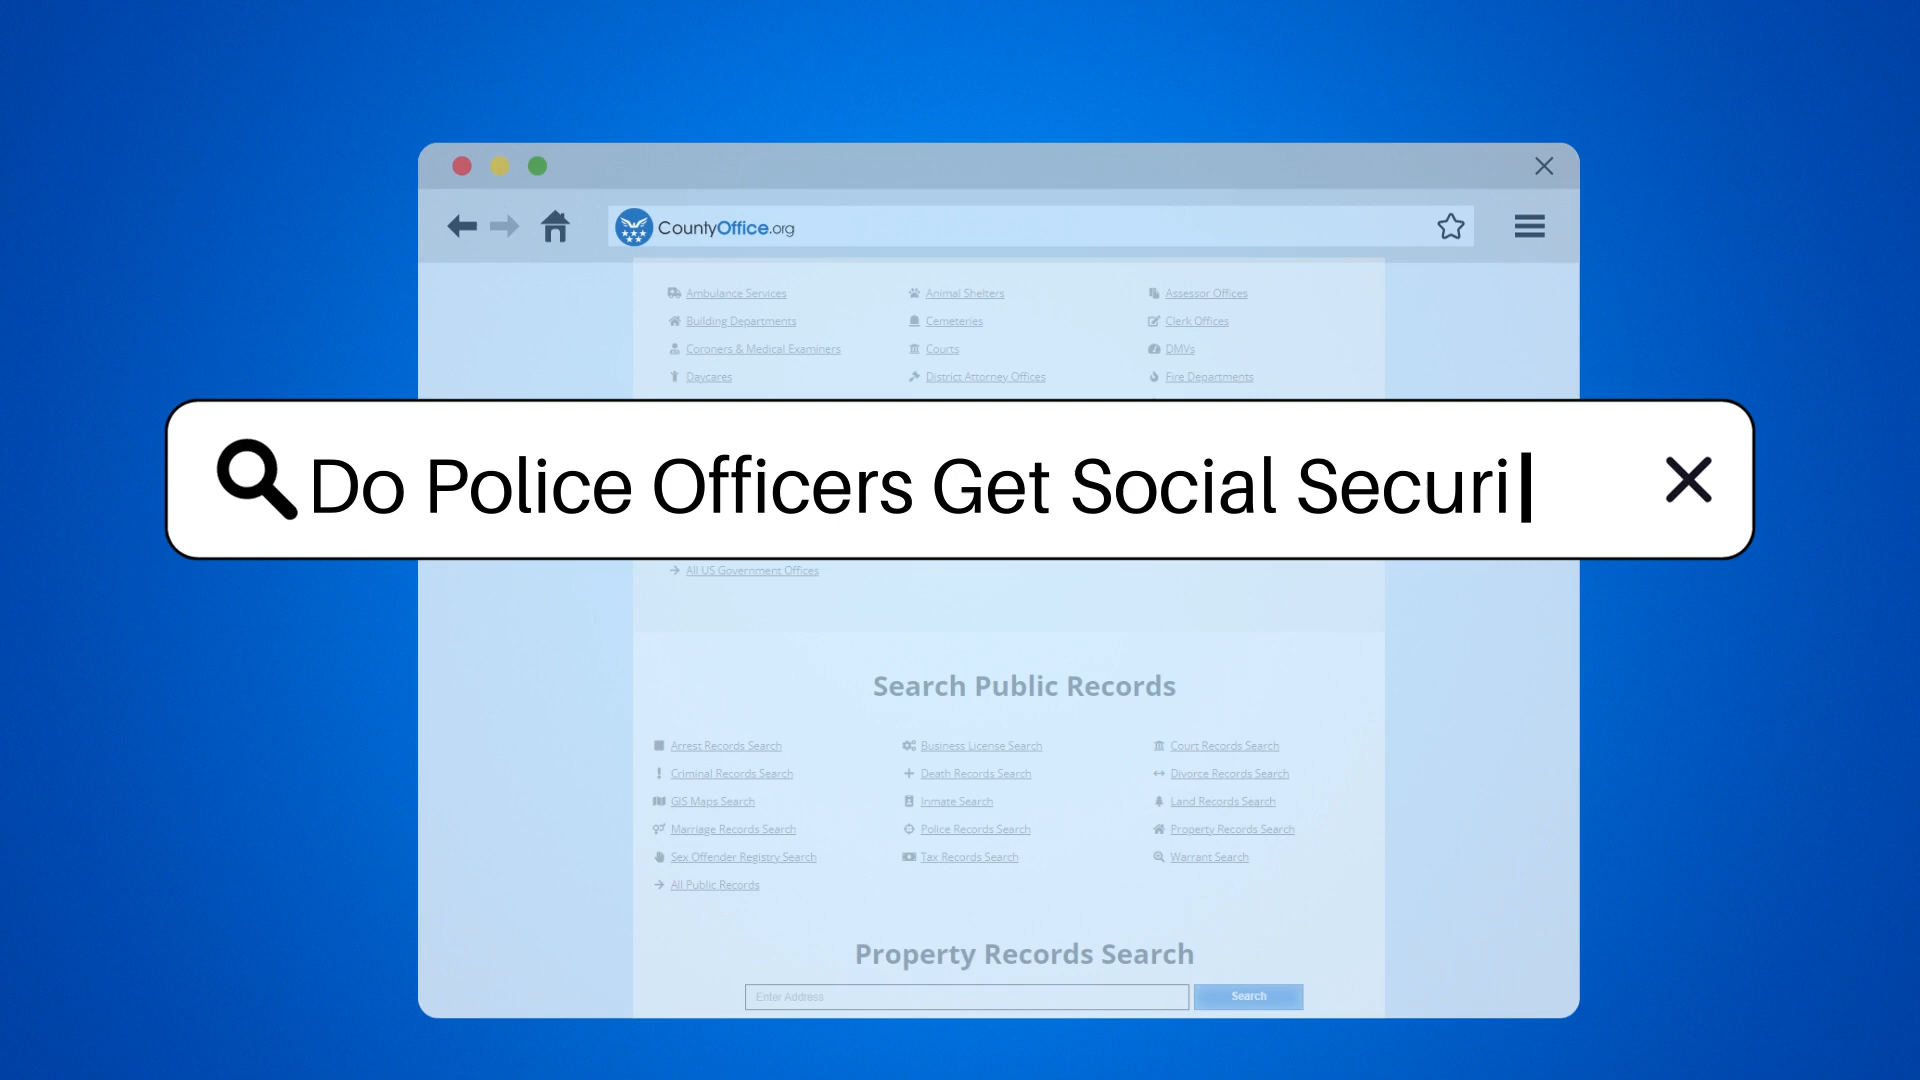 CountyOffice.org
Ambulance Services Animal Shelters Assessor Offices
Building Departments Cemeteries Clerk Offices
Coroners & Medical Examiners Courts DMVs
Daycares District Attorney Offices Fire Departments
Do Police Officers Get Social Securi
All US Government Offices
Search Public Records
Arrest Records Search Business License Search Court Records Search
Criminal Records Search Death Records Search Divorce Records Search
GIS Maps Search Inmate Search Land Records Search
Marriage Records Search Police Records Search Property Records Search
Sex Offender Registry Search Tax Records Search Warrant Search
All Public Records
Property Records Search
Enter Address Search